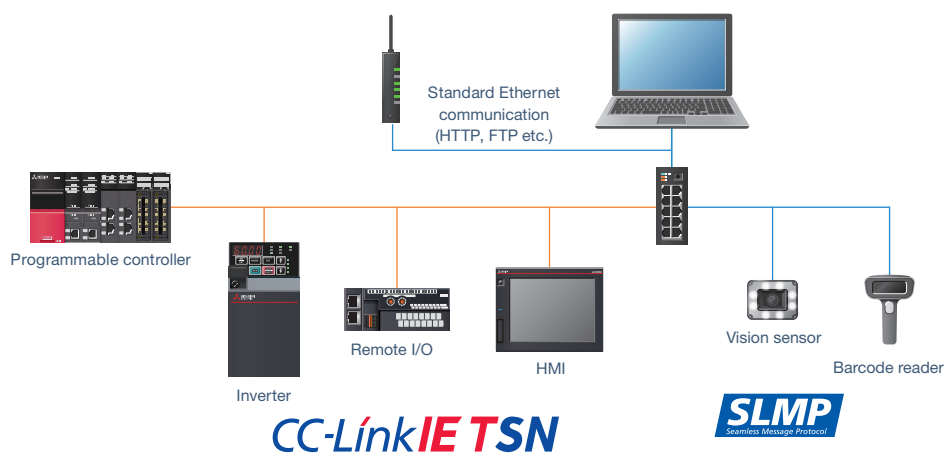 Standard Ethernet
communication
(HTTP, FTP etc.)
Programmable controller
Inverter
Remote I/O
HMI
Vision sensor
Barcode reader
CC-Link IE TSN
SLMP
Seamless Message Protocol